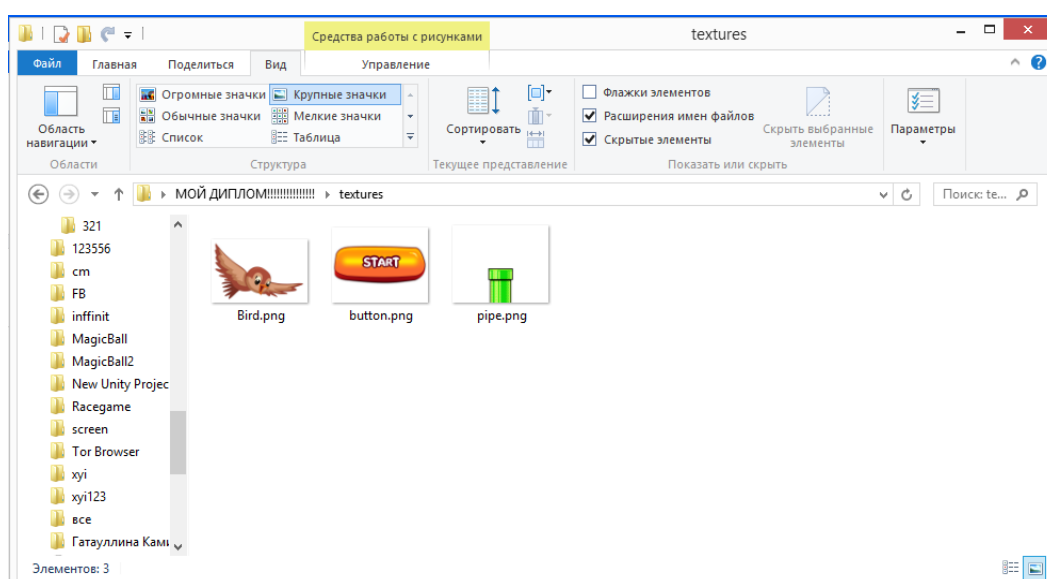 Средства работы с рисунками
textures
Файл Главная Поделиться Вид Управление
Область навигации
Огромные значки Крупные значки
Обычные значки Мелкие значки
Список Таблица
Сортировать
Флажки элементов
Расширения имен файлов
Скрытые элементы
Скрыть выбранные элементы
Параметры
Области Структура Текущее представление Показать или скрыть
МОЙ ДИПЛОМ!!!!!!!!!!!!!!! textures
Поиск: te...
321
123556
cm
FB
inffinit
MagicBall
MagicBall2
New Unity Projec
Racegame
screen
Tor Browser
xyi
xyi123
все
Гатауллина Ками
START
Bird.png button.png pipe.png
Элементов: 3